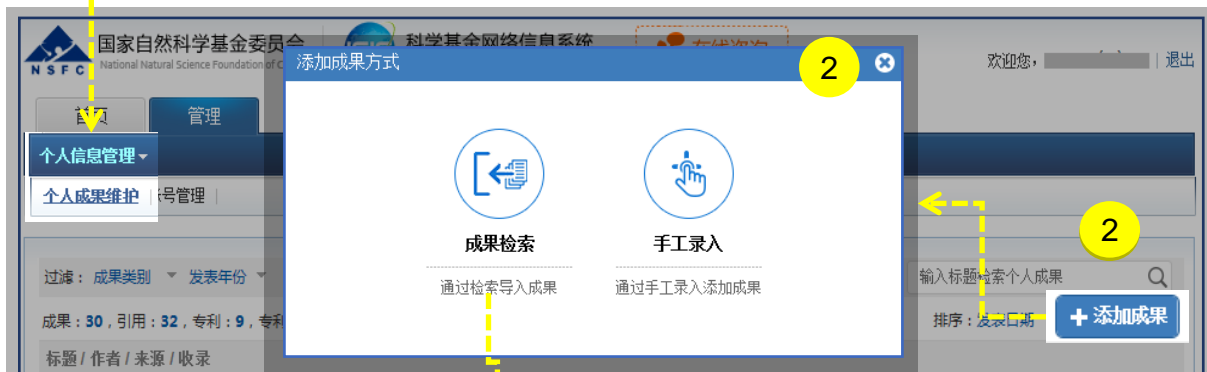 国家自然科学基金委员会
National Natural Science Foundation of C
NSFC
科学基金网络信息系统
在线咨询
欢迎您，
退出
添加成果方式
2
首页
管理
个人信息管理
个人成果维护
号管理
成果检索
手工录入
通过检索导入成果
通过手工录入添加成果
2
过滤：成果类别 发表年份
输入标题检索个人成果
成果：30，引用：32，专利：9，专利
排序：发表日期
+ 添加成果
标题 / 作者 / 来源 / 收录